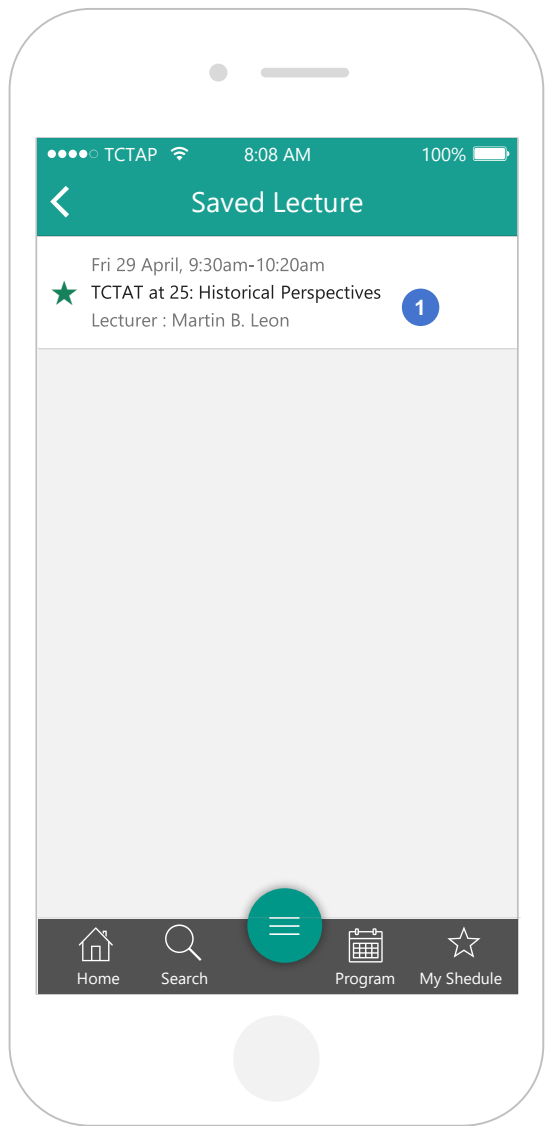 TCTAP 8:08 AM 100%
Saved Lecture
Fri 29 April, 9:30am-10:20am
TCTAT at 25: Historical Perspectives
Lecturer : Martin B. Leon
1
Home Search Program My Shedule